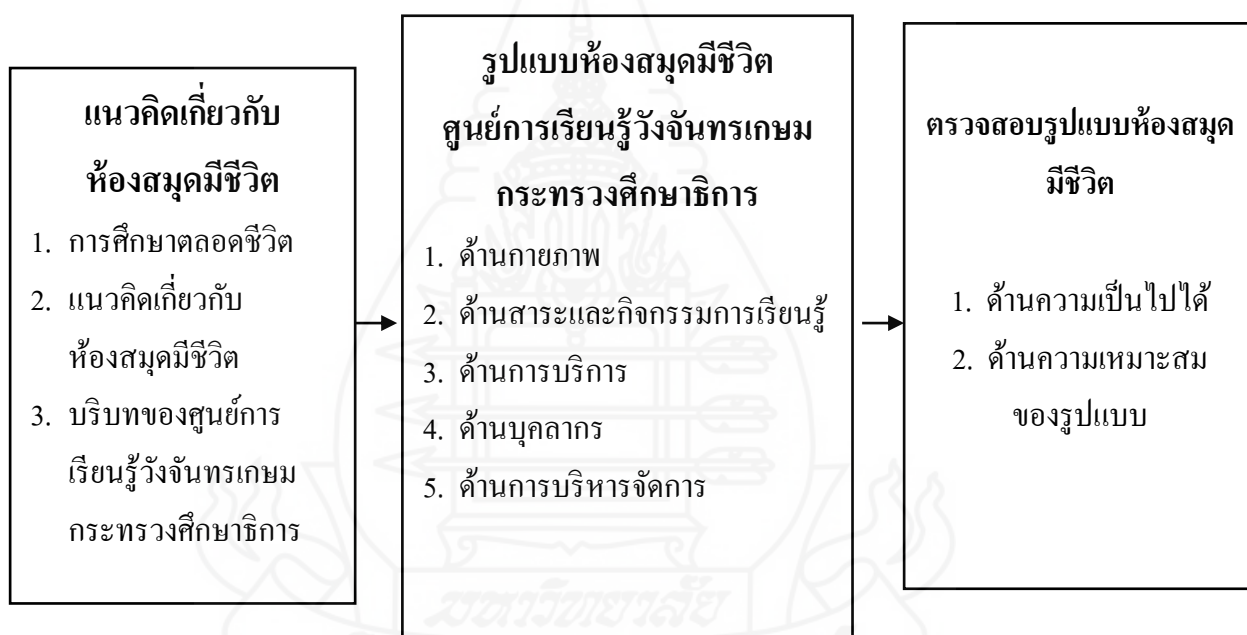 แนวคิดเกี่ยวกับ
ห้องสมุดมีชีวิต
1. การศึกษาตลอดชีวิต
2. แนวคิดเกี่ยวกับ
ห้องสมุดมีชีวิต
3. บริบทของศูนย์การ
เรียนรู้วังจันทรเกษม
กระทรวงศึกษาธิการ
รูปแบบห้องสมุดมีชีวิต
ศูนย์การเรียนรู้วังจันทรเกษม
กระทรวงศึกษาธิการ
1. ด้านกายภาพ
2. ด้านสาระและกิจกรรมการเรียนรู้
3. ด้านการบริการ
4. ด้านบุคลากร
5. ด้านการบริหารจัดการ
มหาวิทยาลัย
ตรวจสอบรูปแบบห้องสมุด
มีชีวิต
1. ด้านความเป็นไปได้
2. ด้านความเหมาะสม
ของรูปแบบ